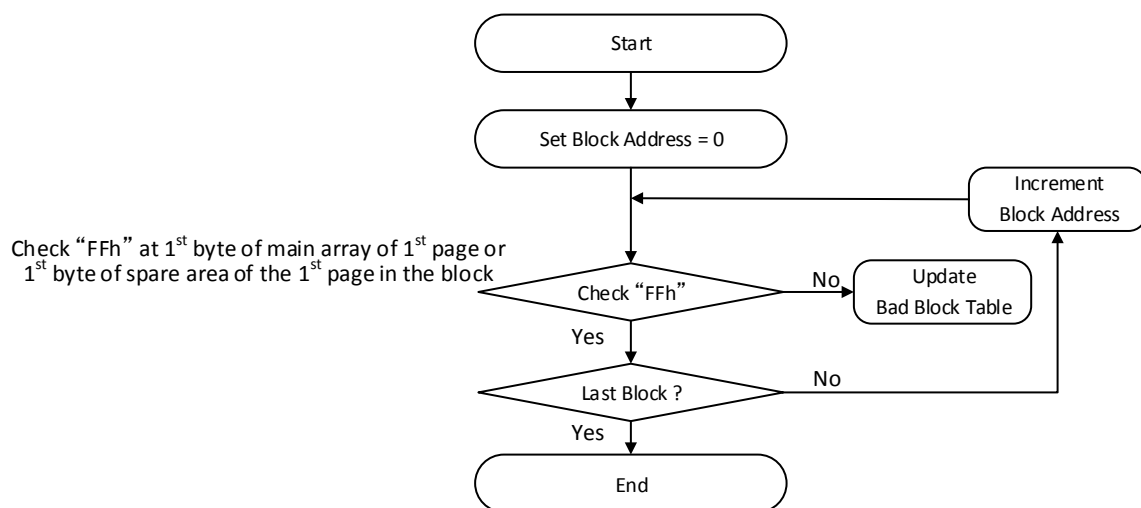 Start
Set Block Address = 0
Increment
Block Address
Check “FFh” at 1st byte of main array of 1st page or
1st byte of spare area of the 1st page in the block
Check “FFh”
No
Update
Bad Block Table
Yes
Last Block ?
No
Yes
End